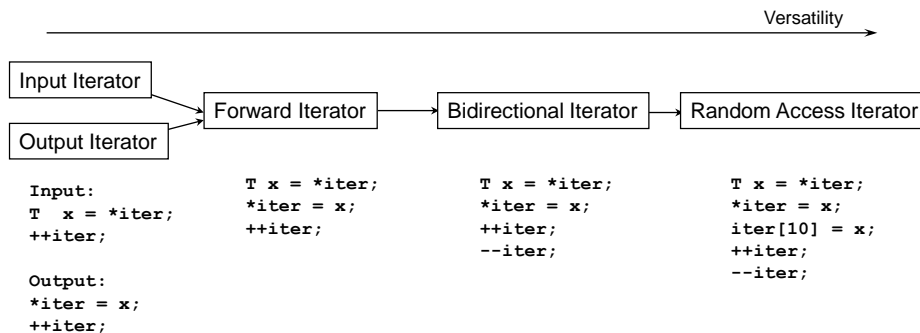 Versatility
Input Iterator
Output Iterator
Forward Iterator
Bidirectional Iterator
Random Access Iterator
Input:
T  x = *iter;
++iter;
Output:
*iter = x;
++iter;
T x = *iter;
*iter = x;
++iter;
T x = *iter;
*iter = x;
++iter;
--iter;
T x = *iter;
*iter = x;
iter[10] = x;
++iter;
--iter;